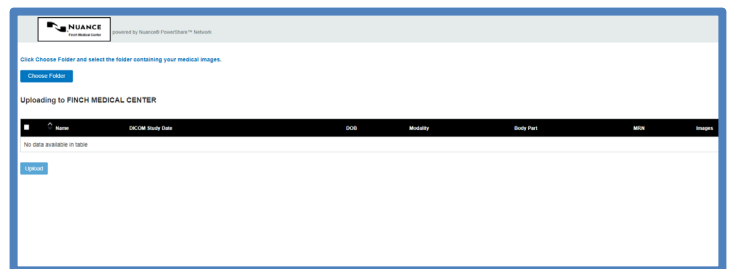 NUANCE
Finch Medical Center
powered by Nuance® PowerShare™ Network
Click Choose Folder and select the folder containing your medical images.
Choose Folder
Uploading to FINCH MEDICAL CENTER
Name DICOM Study Date DOB Modality Body Part MRN Images
No data available in table
Upload